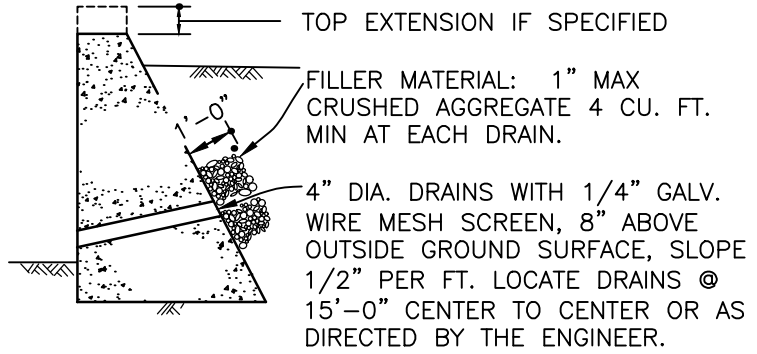 TOP EXTENSION IF SPECIFIED
FILLER MATERIAL: 1" MAX
CRUSHED AGGREGATE 4 CU. FT.
MIN AT EACH DRAIN.
1'-0"
4" DIA. DRAINS WITH 1/4" GALV.
WIRE MESH SCREEN, 8" ABOVE
OUTSIDE GROUND SURFACE, SLOPE
1/2" PER FT. LOCATE DRAINS @
15'-0" CENTER TO CENTER OR AS
DIRECTED BY THE ENGINEER.